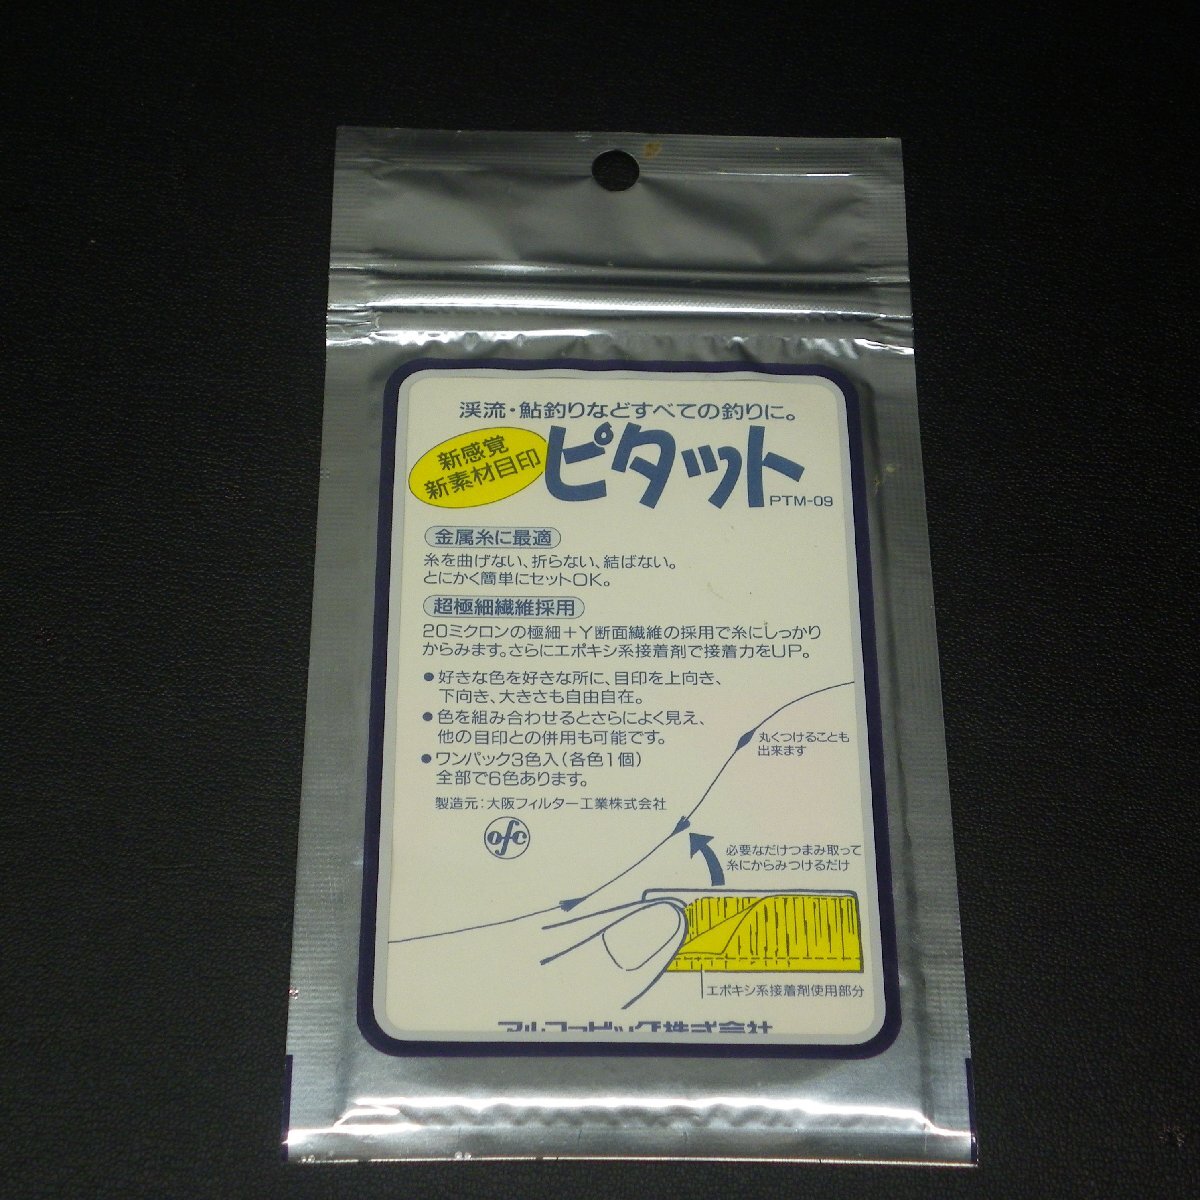 渓流・鮎釣りなどすべての釣りに。
新感覚
新素材目印
ピタット
PTM-09
金属糸に最適
糸を曲げない、折らない、結ばない。
とにかく簡単にセットOK。
超極細繊維採用
20ミクロンの極細＋Y断面繊維の採用で糸にしっかり
からみます。さらにエポキシ系接着剤で接着力をUP。
●好きな色を好きな所に、目印を上向き、
下向き、大きさも自由自在。
●色を組み合わせるとさらによく見え、
他の目印との併用も可能です。
●ワンパック3色入（各色1個）
全部で6色あります。
製造元：大阪フィルター工業株式会社
ofc
丸くつけることも
出来ます
必要なだけつまみ取って
糸にからみつけるだけ
エポキシ系接着剤使用部分
アルファビッグ株式会社